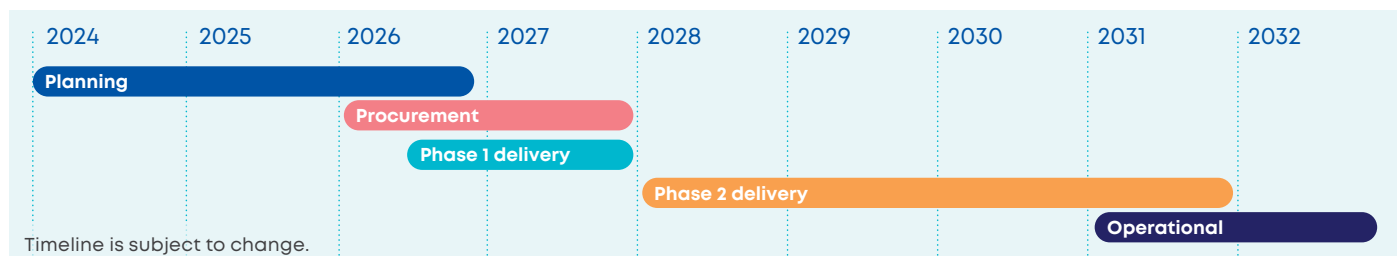 2024 2025 2026 2027 2028 2029 2030 2031 2032
Planning
Procurement
Phase 1 delivery
Phase 2 delivery
Operational
Timeline is subject to change.